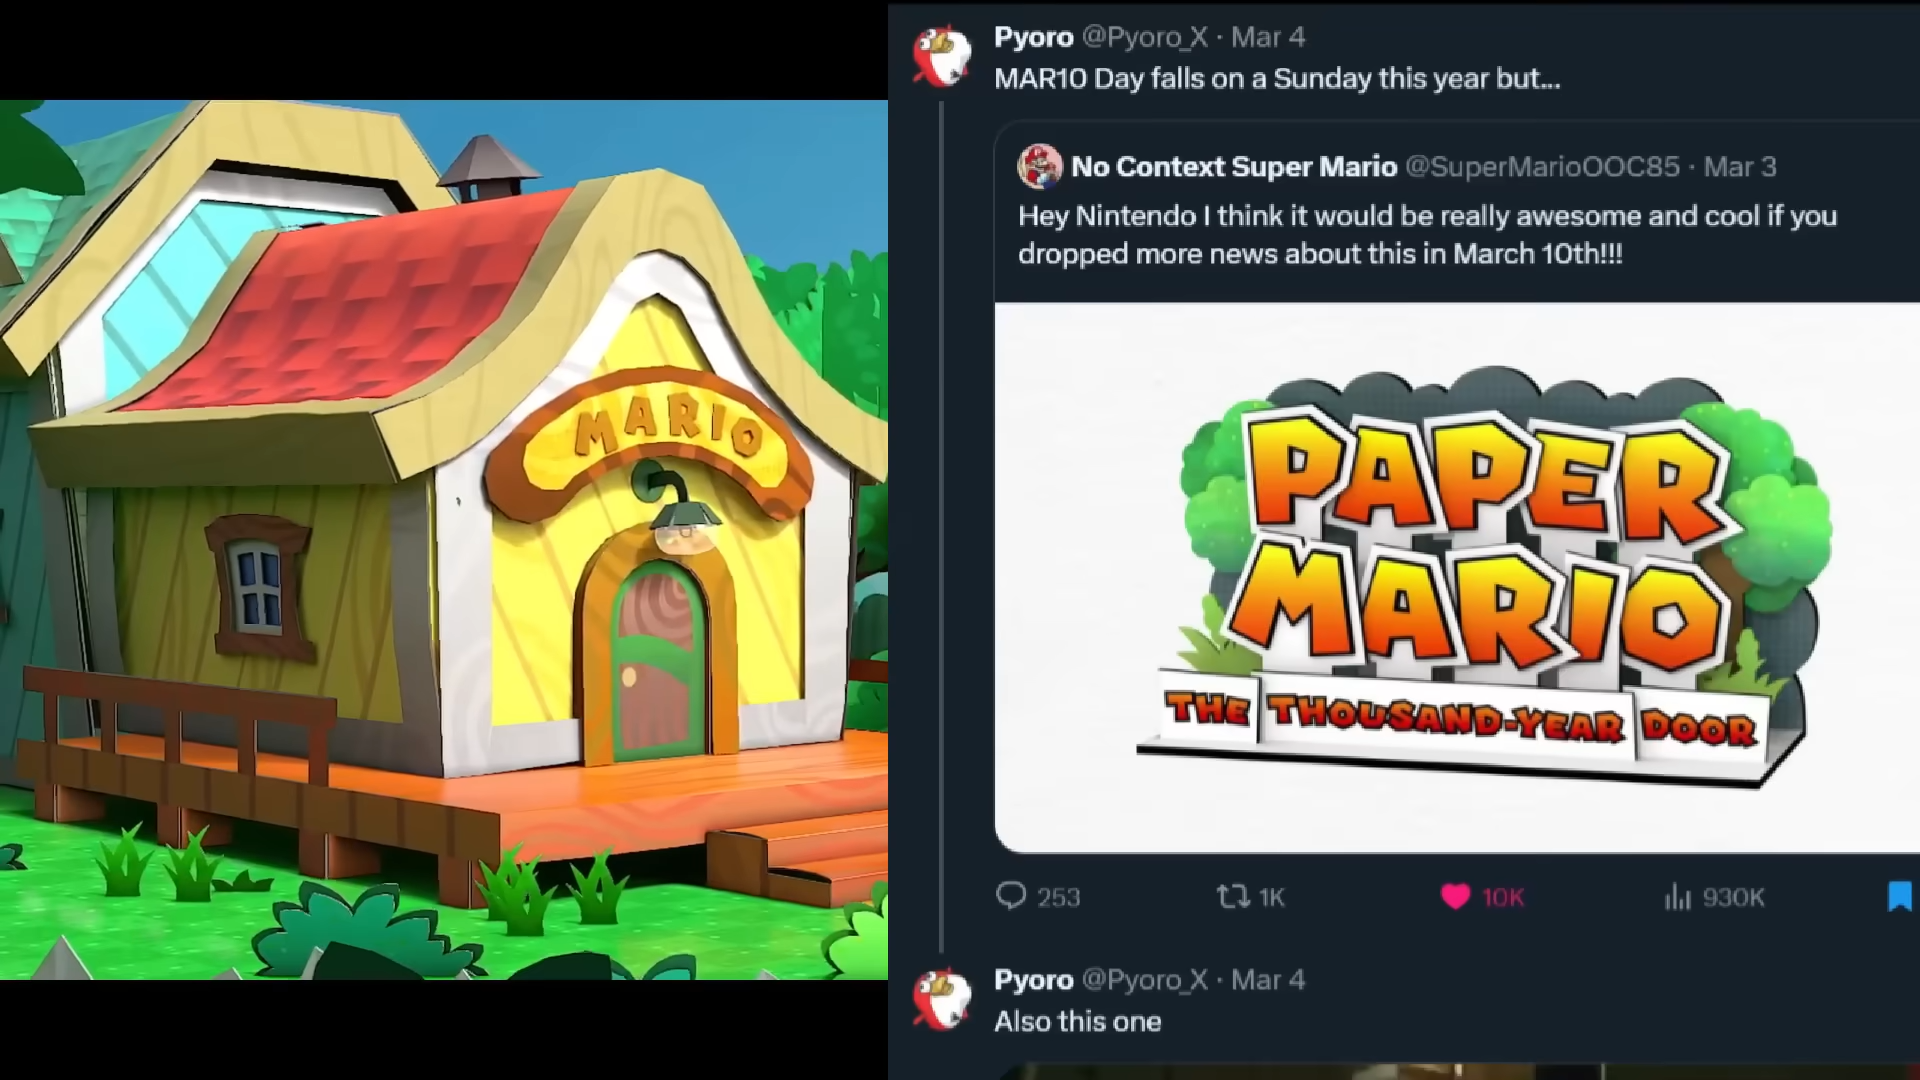 MARIO
Pyoro @Pyoro_X · Mar 4
MAR10 Day falls on a Sunday this year but...
No Context Super Mario @SuperMarioOOC85 · Mar 3
Hey Nintendo I think it would be really awesome and cool if you
dropped more news about this in March 10th!!!
PAPER
MARIO
THE THOUSAND-YEAR DOOR
253 1K 10K 930K
Pyoro @Pyoro_X · Mar 4
Also this one